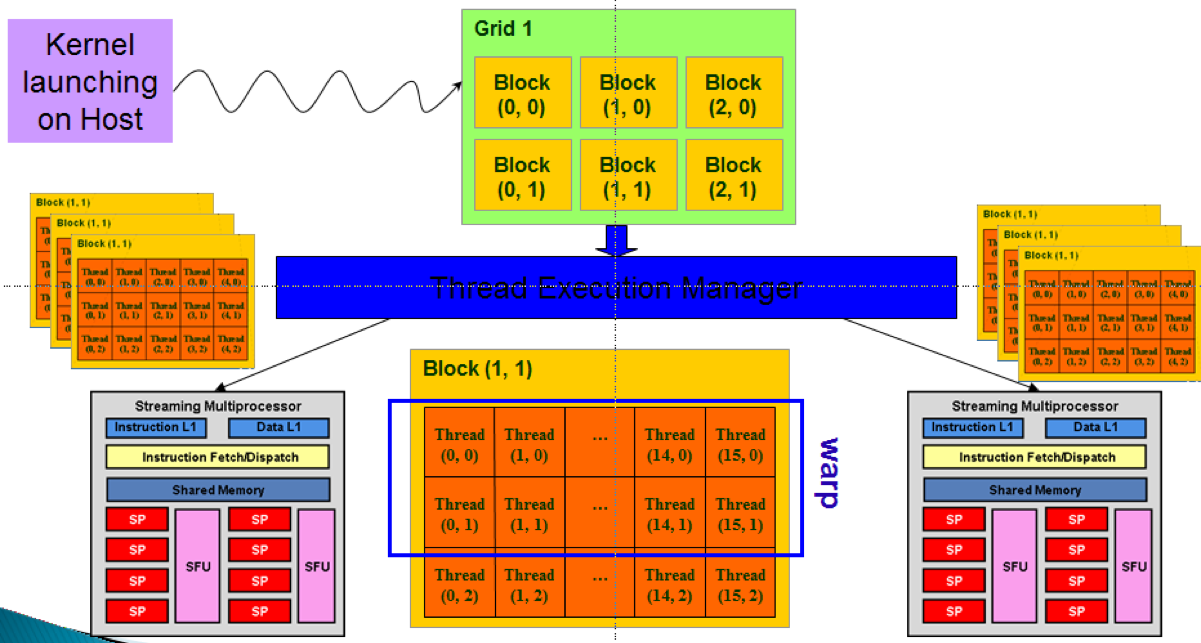 Kernel
launching
on Host
Grid 1
Block
(0, 0)
Block
(1, 0)
Block
(2, 0)
Block
(0, 1)
Block
(1, 1)
Block
(2, 1)
Block (1, 1)
Block (1, 1)
Block (1, 1)
Thread
(0, 0)
Thread
(1, 0)
Thread
(2, 0)
Thread
(3, 0)
Thread
(4, 0)
Thread
(0, 1)
Thread
(1, 1)
Thread
(2, 1)
Thread
(3, 1)
Thread
(4, 1)
Thread
(0, 2)
Thread
(1, 2)
Thread
(2, 2)
Thread
(3, 2)
Thread
(4, 2)
Thread Execution Manager
Block (1, 1)
Block (1, 1)
Block (1, 1)
Thread
(0, 0)
Thread
(1, 0)
Thread
(2, 0)
Thread
(3, 0)
Thread
(4, 0)
Thread
(0, 1)
Thread
(1, 1)
Thread
(2, 1)
Thread
(3, 1)
Thread
(4, 1)
Thread
(0, 2)
Thread
(1, 2)
Thread
(2, 2)
Thread
(3, 2)
Thread
(4, 2)
Streaming Multiprocessor
Instruction L1
Data L1
Instruction Fetch/Dispatch
Shared Memory
SP
SP
SP
SP
SFU
SP
SP
SP
SP
SFU
Block (1, 1)
Thread
(0, 0)
Thread
(1, 0)
...
Thread
(14, 0)
Thread
(15, 0)
Thread
(0, 1)
Thread
(1, 1)
...
Thread
(14, 1)
Thread
(15, 1)
Thread
(0, 2)
Thread
(1, 2)
...
Thread
(14, 2)
Thread
(15, 2)
warp
Streaming Multiprocessor
Instruction L1
Data L1
Instruction Fetch/Dispatch
Shared Memory
SP
SP
SP
SP
SFU
SP
SP
SP
SP
SFU